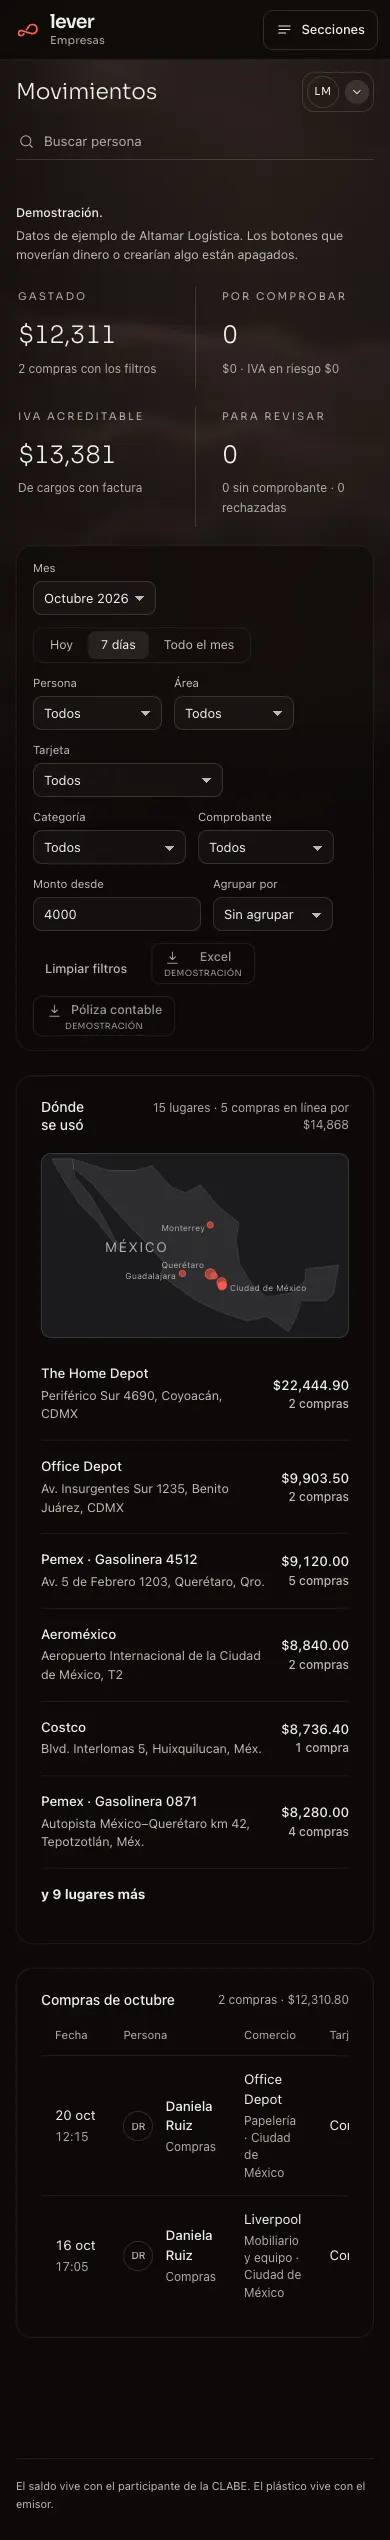 lever
Empresas
Secciones
Movimientos
LM
Buscar persona
Demostración.
Datos de ejemplo de Altamar Logística. Los botones que
moverían dinero o crearían algo están apagados.
GASTADO
$12,311
2 compras con los filtros
POR COMPROBAR
0
$0 · IVA en riesgo $0
IVA ACREDITABLE
$13,381
De cargos con factura
PARA REVISAR
0
0 sin comprobante · 0
rechazadas
Mes
Octubre 2026
Hoy
7 días
Todo el mes
Persona
Todos
Área
Todos
Tarjeta
Todos
Categoría
Todos
Comprobante
Todos
Monto desde
4000
Agrupar por
Sin agrupar
Limpiar filtros
Excel
DEMOSTRACIÓN
Póliza contable
DEMOSTRACIÓN
Dónde
se usó
15 lugares · 5 compras en línea por
$14,868
Monterrey
MÉXICO
Querétaro
Guadalajara
Ciudad de México
The Home Depot
Periférico Sur 4690, Coyoacán,
CDMX
$22,444.90
2 compras
Office Depot
Av. Insurgentes Sur 1235, Benito
Juárez, CDMX
$9,903.50
2 compras
Pemex · Gasolinera 4512
Av. 5 de Febrero 1203, Querétaro, Qro.
$9,120.00
5 compras
Aeroméxico
Aeropuerto Internacional de la Ciudad
de México, T2
$8,840.00
2 compras
Costco
Blvd. Interlomas 5, Huixquilucan, Méx.
$8,736.40
1 compra
Pemex · Gasolinera 0871
Autopista México–Querétaro km 42,
Tepotzotlán, Méx.
$8,280.00
4 compras
y 9 lugares más
Compras de octubre
2 compras · $12,310.80
Fecha
Persona
Comercio
Tarj
20 oct
12:15
DR
Daniela
Ruiz
Compras
Office
Depot
Papelería
· Ciudad
de
México
Cor
16 oct
17:05
DR
Daniela
Ruiz
Compras
Liverpool
Mobiliario
y equipo ·
Ciudad de
México
Cor
El saldo vive con el participante de la CLABE. El plástico vive con el
emisor.